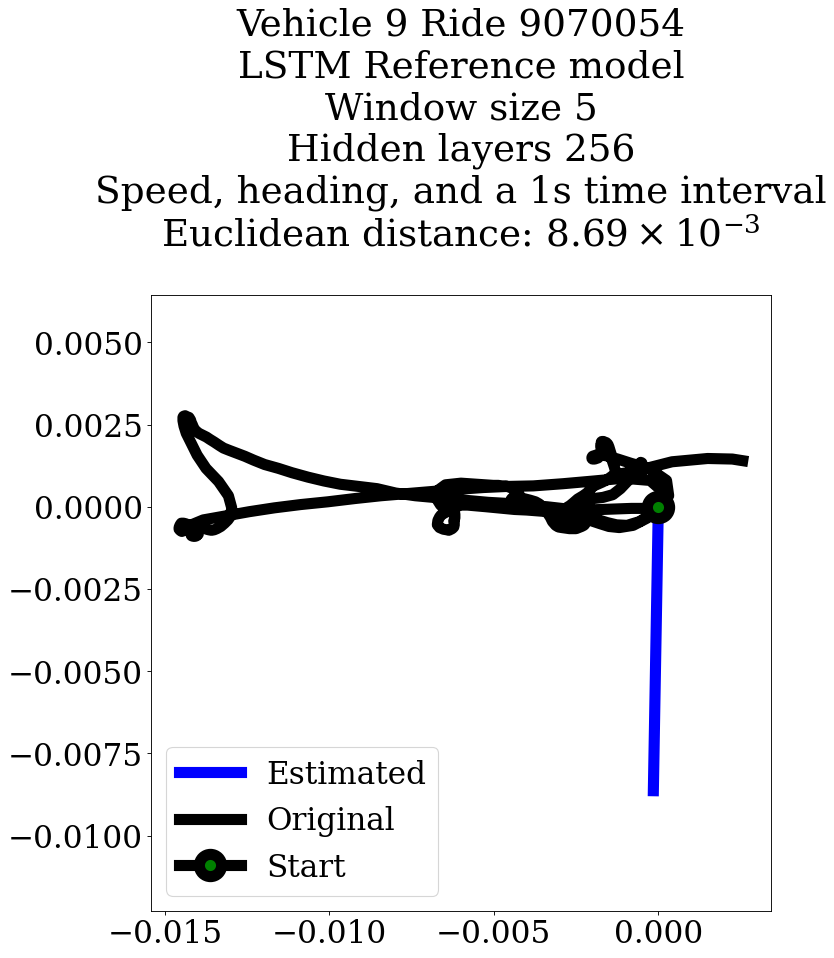 Vehicle 9 Ride 9070054
LSTM Reference model
Window size 5
Hidden layers 256
Speed, heading, and a 1s time interval
Euclidean distance: 8.69 × 10⁻³
0.0050
0.0025
0.0000
−0.0025
−0.0050
−0.0075
−0.0100
Estimated
Original
Start
−0.015 −0.010 −0.005 0.000